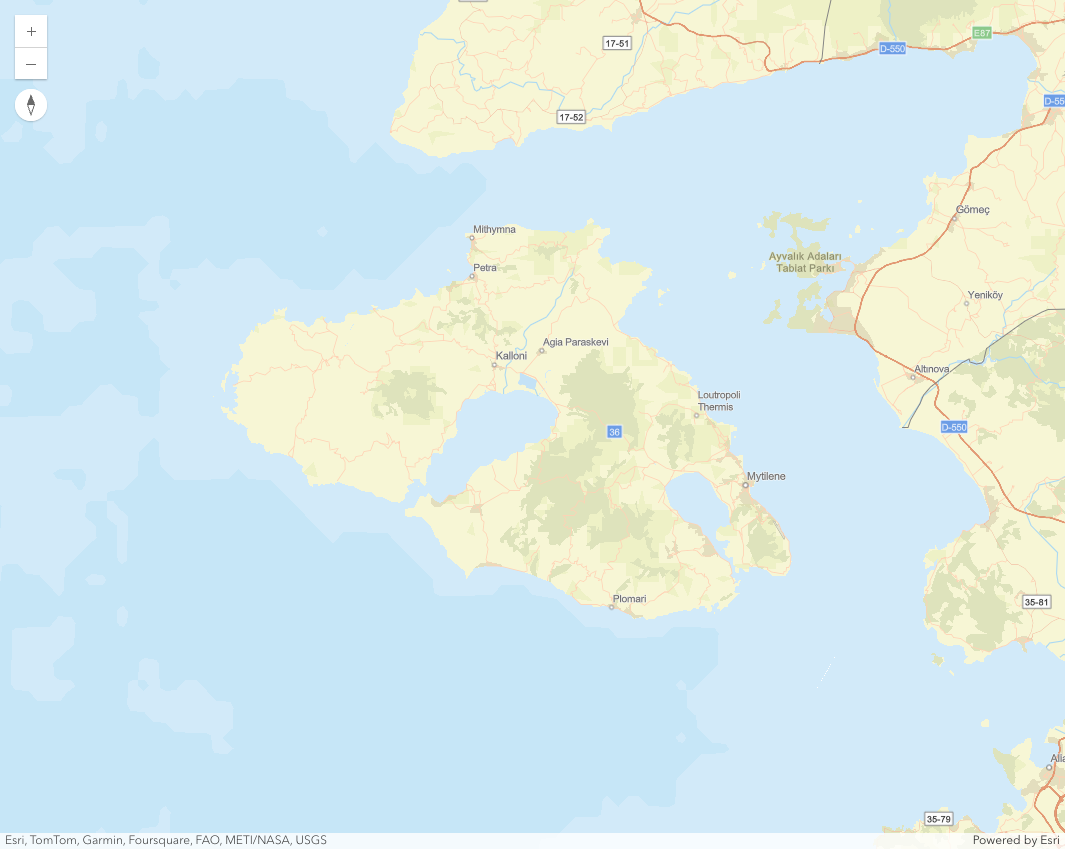 17-51
D-550
E87
D-55
17-52
Gömeç
Mithymna
Ayvalık Adaları
Tabiat Parkı
Petra
Yeniköy
Agia Paraskevi
Kalloni
Altınova
Loutropoli
Thermis
36
D-550
Mytilene
Plomari
35-81
Alia
35-79
Esri, TomTom, Garmin, Foursquare, FAO, METI/NASA, USGS
Powered by Esri